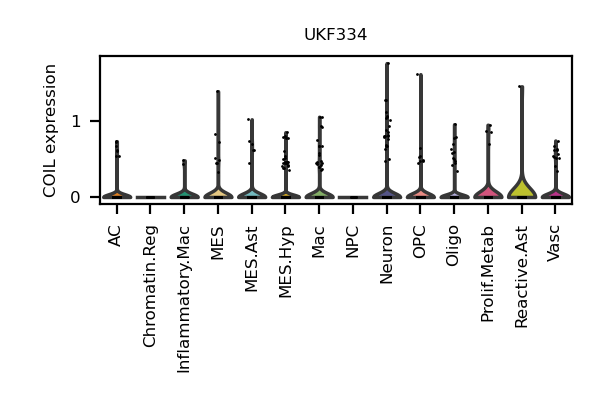 UKF334
COIL expression
1
0
AC
Chromatin.Reg
Inflammatory.Mac
MES
MES.Ast
MES.Hyp
Mac
NPC
Neuron
OPC
Oligo
Prolif.Metab
Reactive.Ast
Vasc